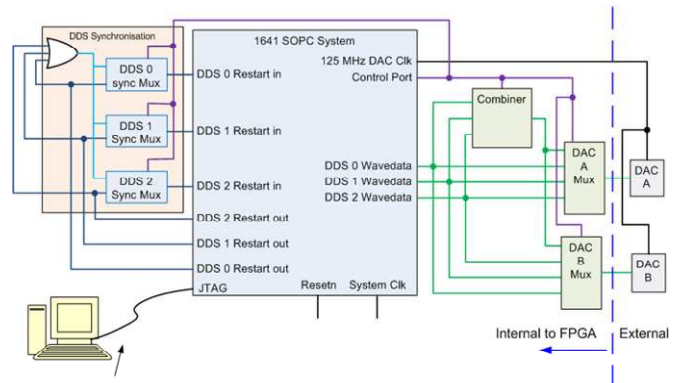 DDS Synchronisation
DDS 0
sync Mux
DDS 1
Sync Mux
DDS 2
Sync Mux
1641 SOPC System
125 MHz DAC Clk
Control Port
DDS 0 Restart in
DDS 1 Restart in
DDS 2 Restart in
DDS 0 Wavedata
DDS 1 Wavedata
DDS 2 Wavedata
DDS 2 Restart out
DDS 1 Restart out
DDS 0 Restart out
JTAG
Resetn
System Clk
Combiner
DAC
A
Mux
DAC
B
Mux
DAC
A
DAC
B
Internal to FPGA
External